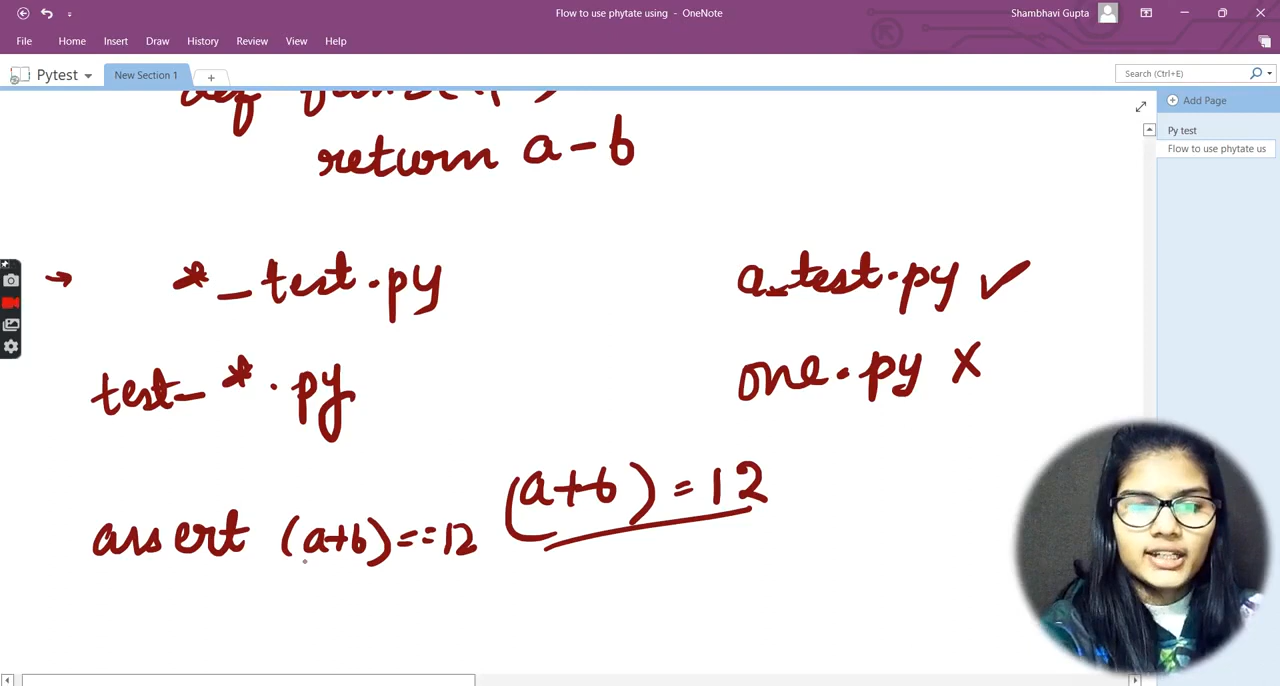 Flow to use phytate using - OneNote
Shambhavi Gupta
File Home Insert Draw History Review View Help
Pytest
New Section 1
+
Search (Ctrl+E)
Add Page
Py test
Flow to use phytate us
def
return a-b
→ *_test.py
a_test.py ✓
test_*.py
one.py X
(a+b) = 12
assert (a+b)==12